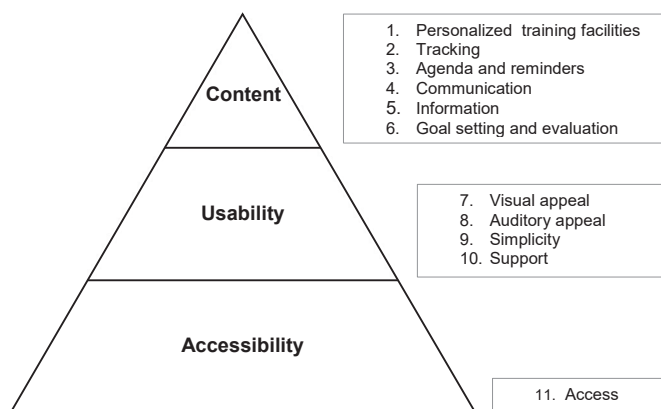 Content
1. Personalized training facilities
2. Tracking
3. Agenda and reminders
4. Communication
5. Information
6. Goal setting and evaluation
Usability
7. Visual appeal
8. Auditory appeal
9. Simplicity
10. Support
Accessibility
11. Access